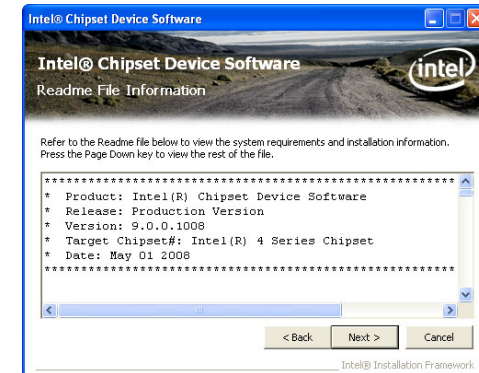 Intel® Chipset Device Software
Intel® Chipset Device Software
intel
Readme File Information
Refer to the Readme file below to view the system requirements and installation information.
Press the Page Down key to view the rest of the file.
********************************************************
* Product: Intel(R) Chipset Device Software
* Release: Production Version
* Version: 9.0.0.1008
* Target Chipset#: Intel(R) 4 Series Chipset
* Date: May 01 2008
********************************************************
< Back
Next >
Cancel
Intel® Installation Framework